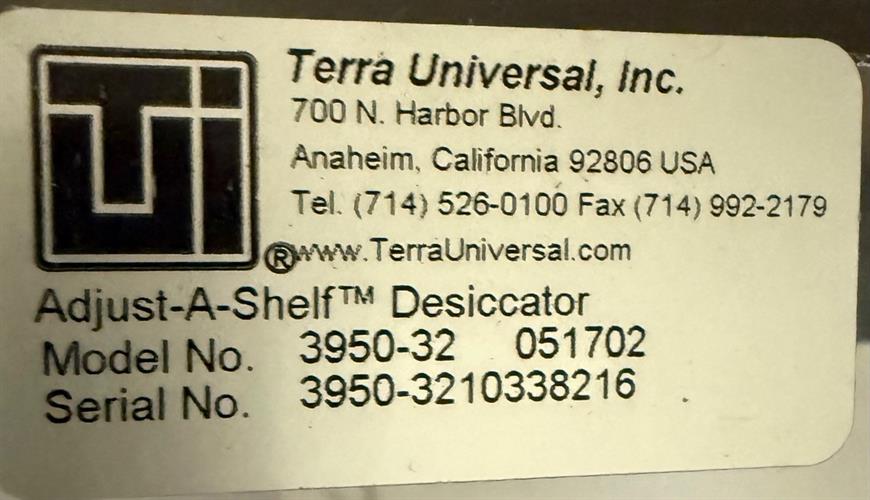 Terra Universal, Inc.
700 N. Harbor Blvd.
Anaheim, California 92806 USA
Tel. (714) 526-0100 Fax (714) 992-2179
®www.TerraUniversal.com
Adjust-A-Shelf™ Desiccator
Model No. 3950-32 051702
Serial No. 3950-3210338216